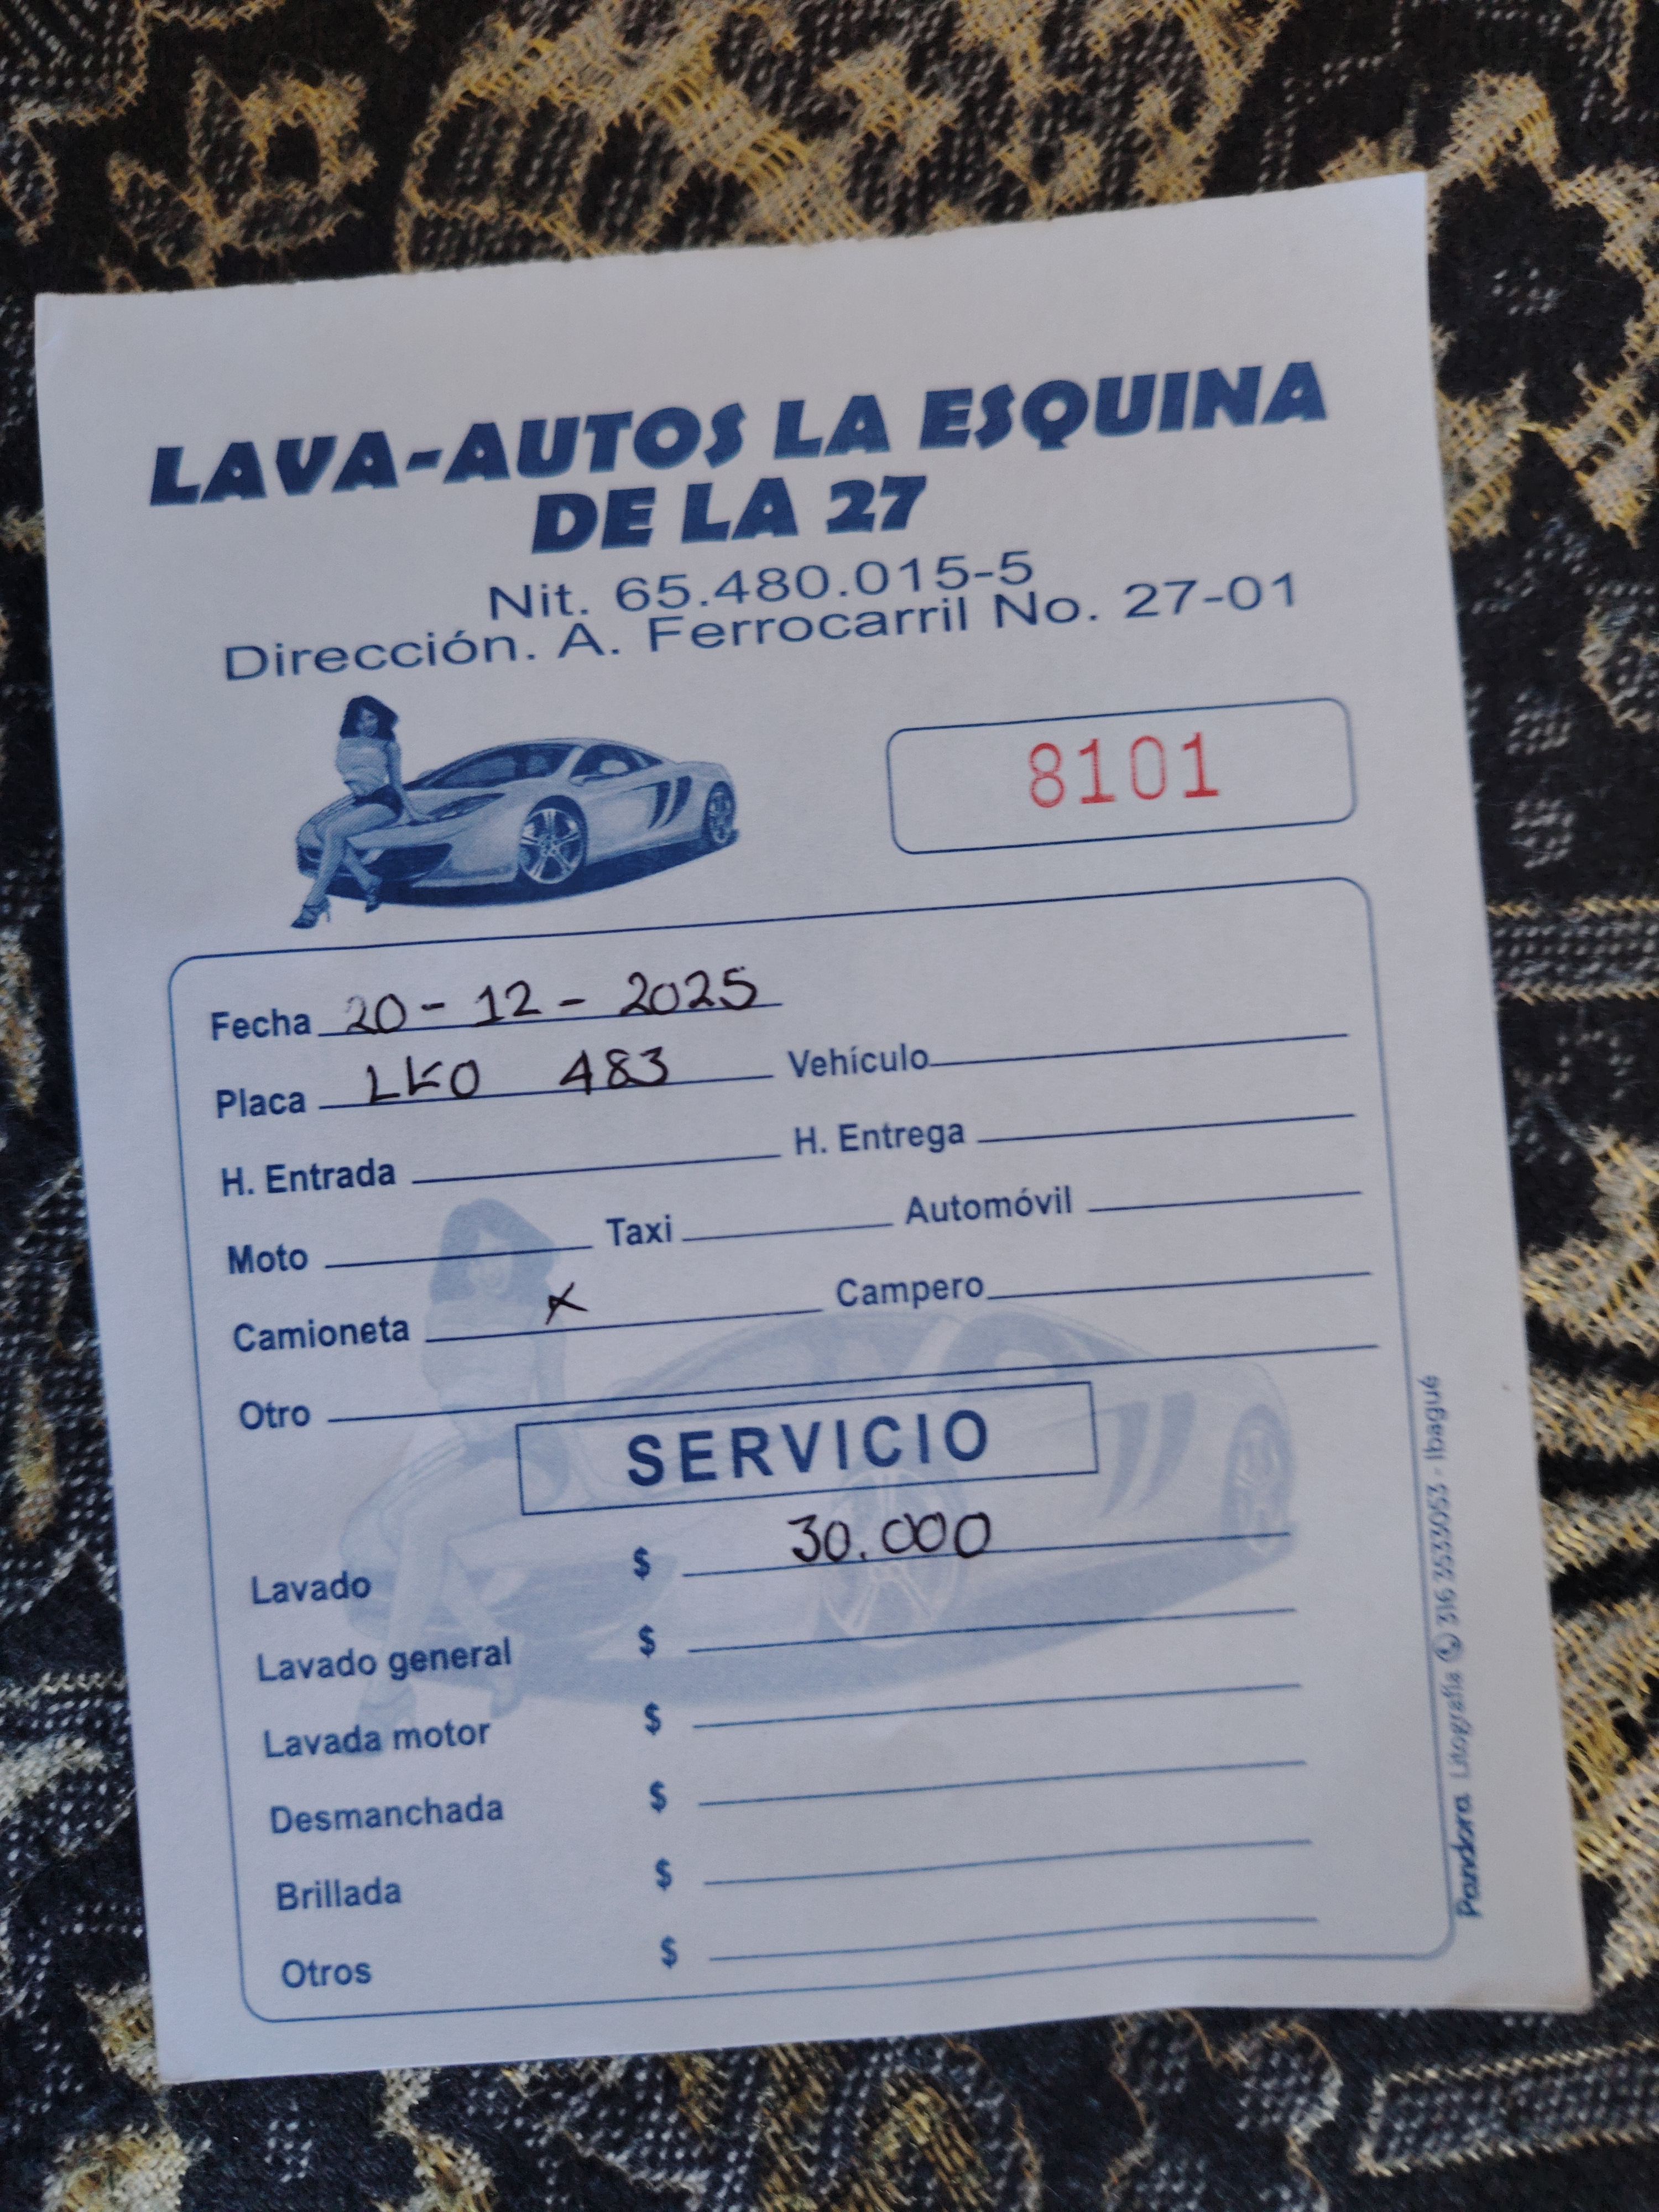 LAVA-AUTOS LA ESQUINA
DE LA 27
Nit. 65.480.015-5
Dirección. A. Ferrocarril No. 27-01
8101
Fecha 20-12-2025
Placa LKO 483 Vehículo
H. Entrada H. Entrega
Moto Taxi Automóvil
Camioneta X Campero
Otro
SERVICIO
Lavado $ 30.000
Lavado general $
Lavada motor $
Desmanchada $
Brillada $
Otros $
Pandora Litografía 316 3533053 - Ibagué